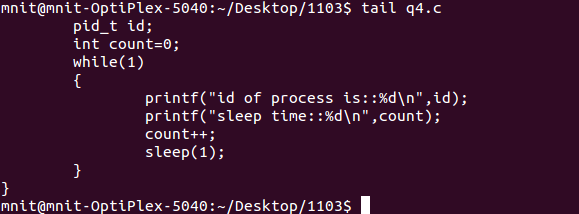 mnit@mnit-OptiPlex-5040:~/Desktop/1103$ tail q4.c
        pid_t id;
        int count=0;
        while(1)
        {
                printf("id of process is::%d\n",id);
                printf("sleep time::%d\n",count);
                count++;
                sleep(1);
        }
}
mnit@mnit-OptiPlex-5040:~/Desktop/1103$